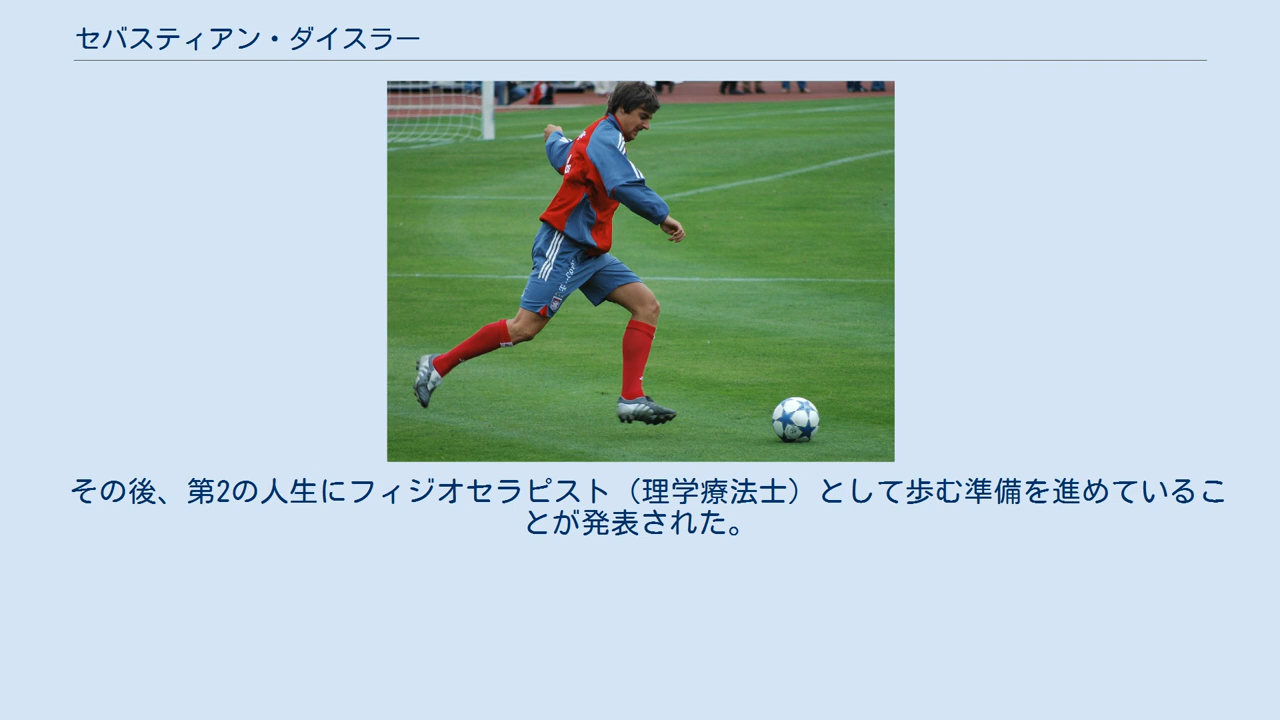 セバスティアン・ダイスラー
その後、第2の人生にフィジオセラピスト（理学療法士）として歩む準備を進めているこ
とが発表された。